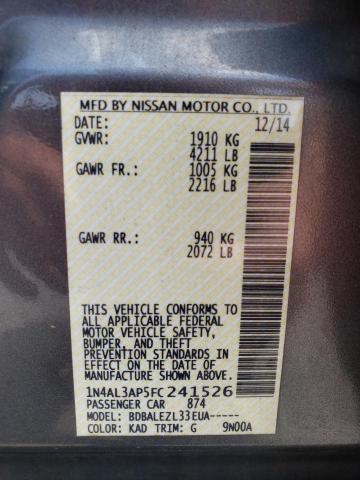 MFD BY NISSAN MOTOR CO., LTD.
DATE: 12/14
GVWR: 1910 KG
4211 LB
GAWR FR.: 1005 KG
2216 LB
GAWR RR.: 940 KG
2072 LB
THIS VEHICLE CONFORMS TO
ALL APPLICABLE FEDERAL
MOTOR VEHICLE SAFETY,
BUMPER, AND THEFT
PREVENTION STANDARDS IN
EFFECT ON THE DATE OF
MANUFACTURE SHOWN ABOVE.
1N4AL3AP5FC241526
PASSENGER CAR 874
MODEL: BDBALEZL33EUA-----
COLOR: KAD TRIM: G 9N00A